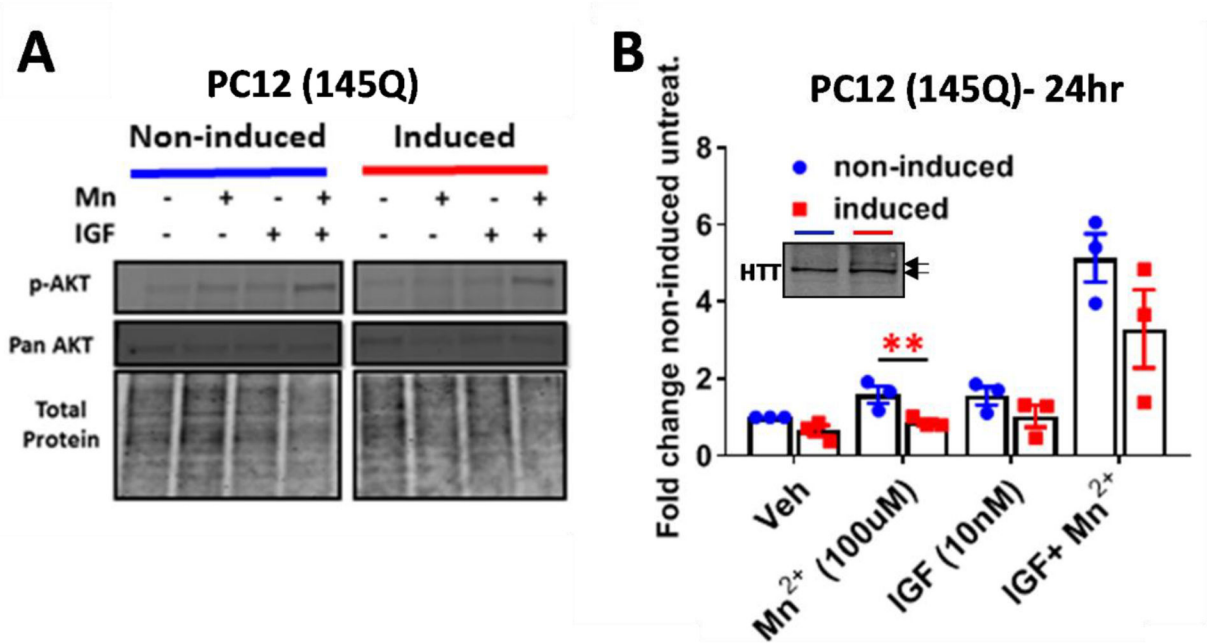 A
PC12 (145Q)
Non-induced Induced
Mn - + - + - + - +
IGF - - + + - - + +
p-AKT
Pan AKT
Total
Protein
B
PC12 (145Q)- 24hr
Fold change non-induced untreat.
8
6
4
2
0
non-induced
induced
HTT
**
Veh
Mn2+ (100uM)
IGF (10nM)
IGF+ Mn2+